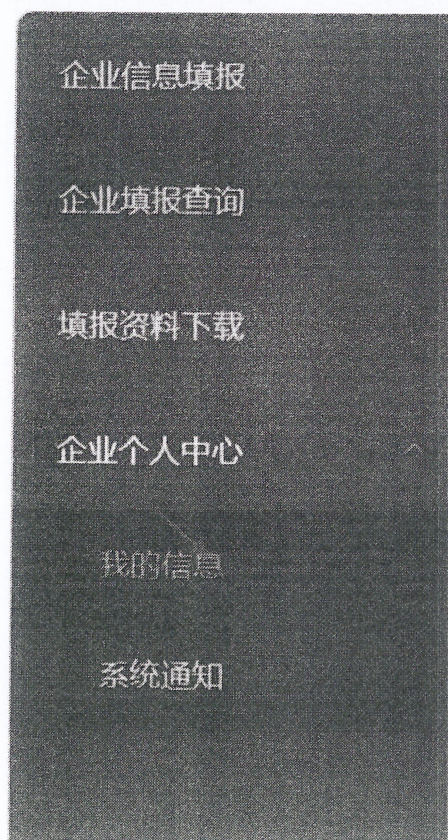 企业信息填报
企业填报查询
填报资料下载
企业个人中心
我的信息
系统通知